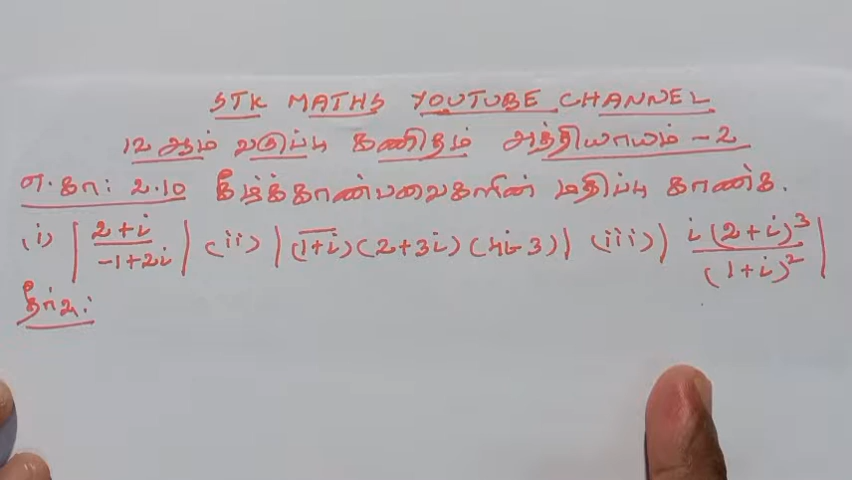 STK MATHS YOUTUBE CHANNEL
12 ஆம் வகுப்பு கணிதம் அத்தியாயம் - 2
எ.கா: 2.10 கீழ்க்காண்பவைகளின் மதிப்பு காண்க.
(i) |(2+i)/(-1+2i)| (ii) |(1+i)‾ (2+3i)(4i-3)| (iii) |i(2+i)³/(1+i)²|
தீர்வு: